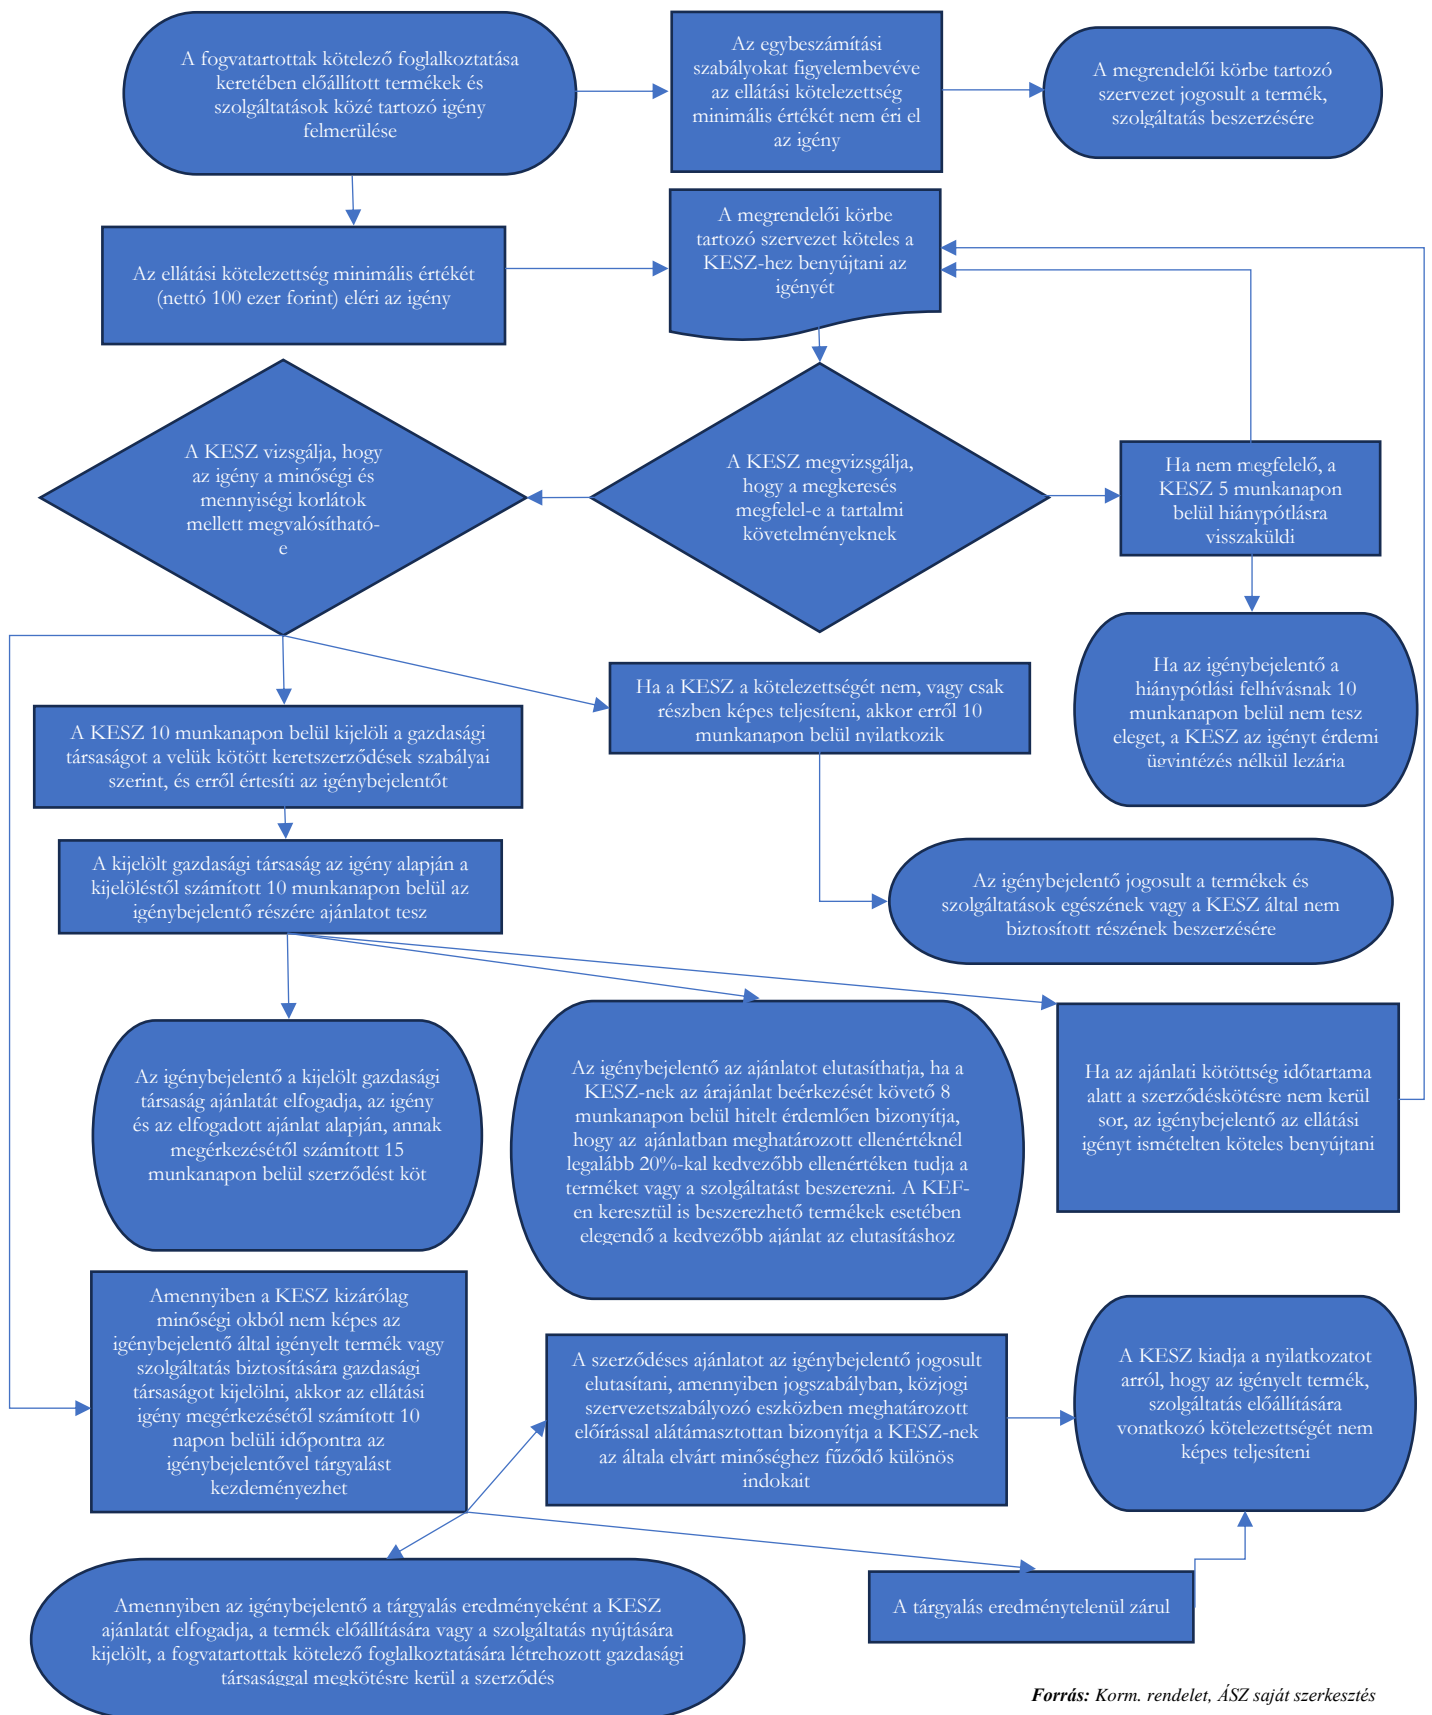 A fogvatartottak kötelező foglalkoztatása
keretében előállított termékek és
szolgáltatások közé tartozó igény
felmerülése
Az egybeszámítási
szabályokat figyelembevéve
az ellátási kötelezettség
minimális értékét nem éri el
az igény
A megrendelői körbe tartozó
szervezet jogosult a termék,
szolgáltatás beszerzésére
Az ellátási kötelezettség minimális értékét
(nettó 100 ezer forint) eléri az igény
A megrendelői körbe
tartozó szervezet köteles a
KESZ-hez benyújtani az
igényét
A KESZ vizsgálja, hogy
az igény a minőségi és
mennyiségi korlátok
mellett megvalósítható-
e
A KESZ megvizsgálja,
hogy a megkeresés
megfelel-e a tartalmi
követelményeknek
Ha nem megfelelő, a
KESZ 5 munkanapon
belül hiánypótlásra
visszaküldi
Ha az igénybejelentő a
hiánypótlási felhívásnak 10
munkanapon belül nem tesz
eleget, a KESZ az igényt érdemi
ügyintézés nélkül lezárja
Ha a KESZ a kötelezettségét nem, vagy csak
részben képes teljesíteni, akkor erről 10
munkanapon belül nyilatkozik
A KESZ 10 munkanapon belül kijelöli a gazdasági
társaságot a velük kötött keretszerződések szabályai
szerint, és erről értesíti az igénybejelentőt
A kijelölt gazdasági társaság az igény alapján a
kijelöléstől számított 10 munkanapon belül az
igénybejelentő részére ajánlatot tesz
Az igénybejelentő jogosult a termékek és
szolgáltatások egészének vagy a KESZ által nem
biztosított részének beszerzésére
Az igénybejelentő a kijelölt gazdasági
társaság ajánlatát elfogadja, az igény
és az elfogadott ajánlat alapján, annak
megérkezésétől számított 15
munkanapon belül szerződést köt
Az igénybejelentő az ajánlatot elutasíthatja, ha a
KESZ-nek az árajánlat beérkezését követő 8
munkanapon belül hitelt érdemlően bizonyítja,
hogy az ajánlatban meghatározott ellenértéknél
legalább 20%-kal kedvezőbb ellenértéken tudja a
terméket vagy a szolgáltatást beszerezni. A KEF-
en keresztül is beszerezhető termékek esetében
elegendő a kedvezőbb ajánlat az elutasításhoz
Ha az ajánlati kötöttség időtartama
alatt a szerződéskötésre nem kerül
sor, az igénybejelentő az ellátási
igényt ismételten köteles benyújtani
Amennyiben a KESZ kizárólag
minőségi okból nem képes az
igénybejelentő által igényelt termék vagy
szolgáltatás biztosítására gazdasági
társaságot kijelölni, akkor az ellátási
igény megérkezésétől számított 10
napon belüli időpontra az
igénybejelentővel tárgyalást
kezdeményezhet
A szerződéses ajánlatot az igénybejelentő jogosult
elutasítani, amennyiben jogszabályban, közjogi
szervezetszabályozó eszközben meghatározott
előírással alátámasztottan bizonyítja a KESZ-nek
az általa elvárt minőséghez fűződő különös
indokait
A KESZ kiadja a nyilatkozatot
arról, hogy az igényelt termék,
szolgáltatás előállítására
vonatkozó kötelezettségét nem
képes teljesíteni
Amennyiben az igénybejelentő a tárgyalás eredményeként a KESZ
ajánlatát elfogadja, a termék előállítására vagy a szolgáltatás nyújtására
kijelölt, a fogvatartottak kötelező foglalkoztatására létrehozott gazdasági
társasággal megkötésre kerül a szerződés
A tárgyalás eredménytelenül zárul
Forrás: Korm. rendelet, ÁSZ saját szerkesztés